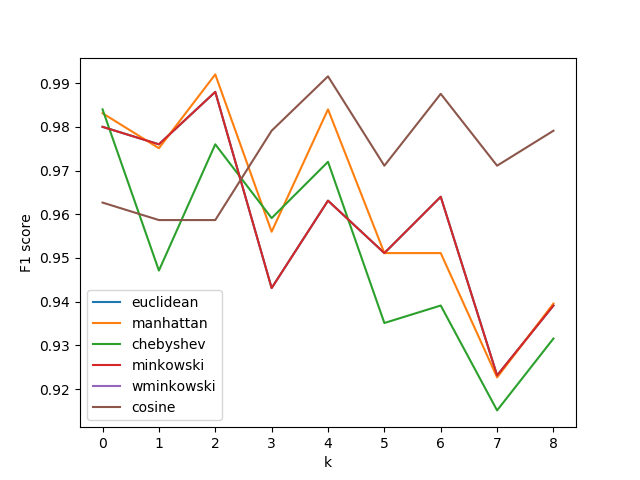 0.99
0.98
0.97
0.96
0.95
0.94
0.93
0.92
F1 score
euclidean
manhattan
chebyshev
minkowski
wminkowski
cosine
0 1 2 3 4 5 6 7 8
k